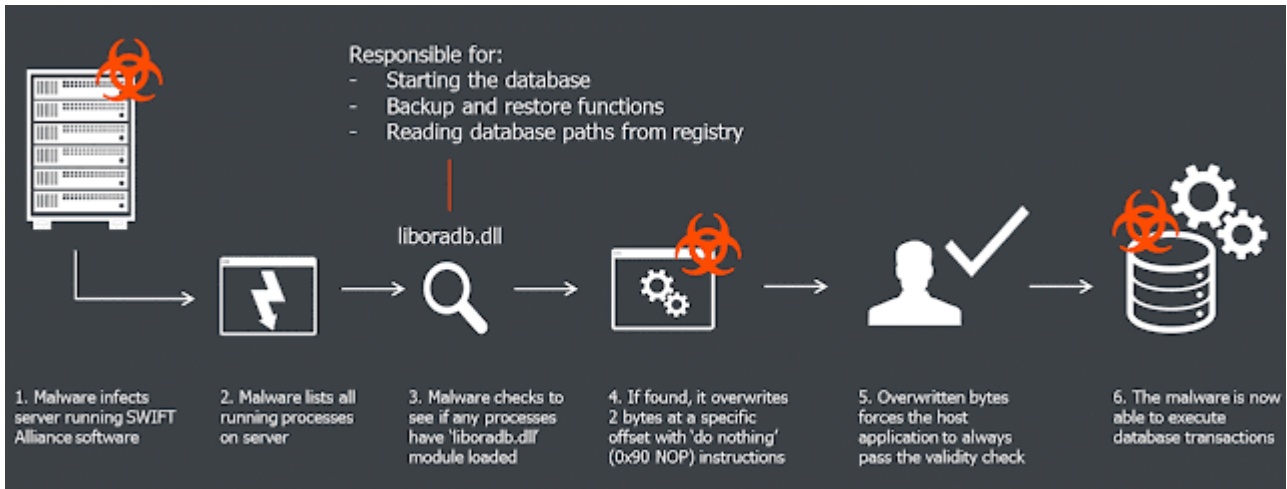 Responsible for:
- Starting the database
- Backup and restore functions
- Reading database paths from registry
liboradb.dll
1. Malware infects
server running SWIFT
Alliance software
2. Malware lists all
running processes
on server
3. Malware checks to
see if any processes
have 'liboradb.dll'
module loaded
4. If found, it overwrites
2 bytes at a specific
offset with 'do nothing'
(0x90 NOP) instructions
5. Overwritten bytes
forces the host
application to always
pass the validity check
6. The malware is now
able to execute
database transactions